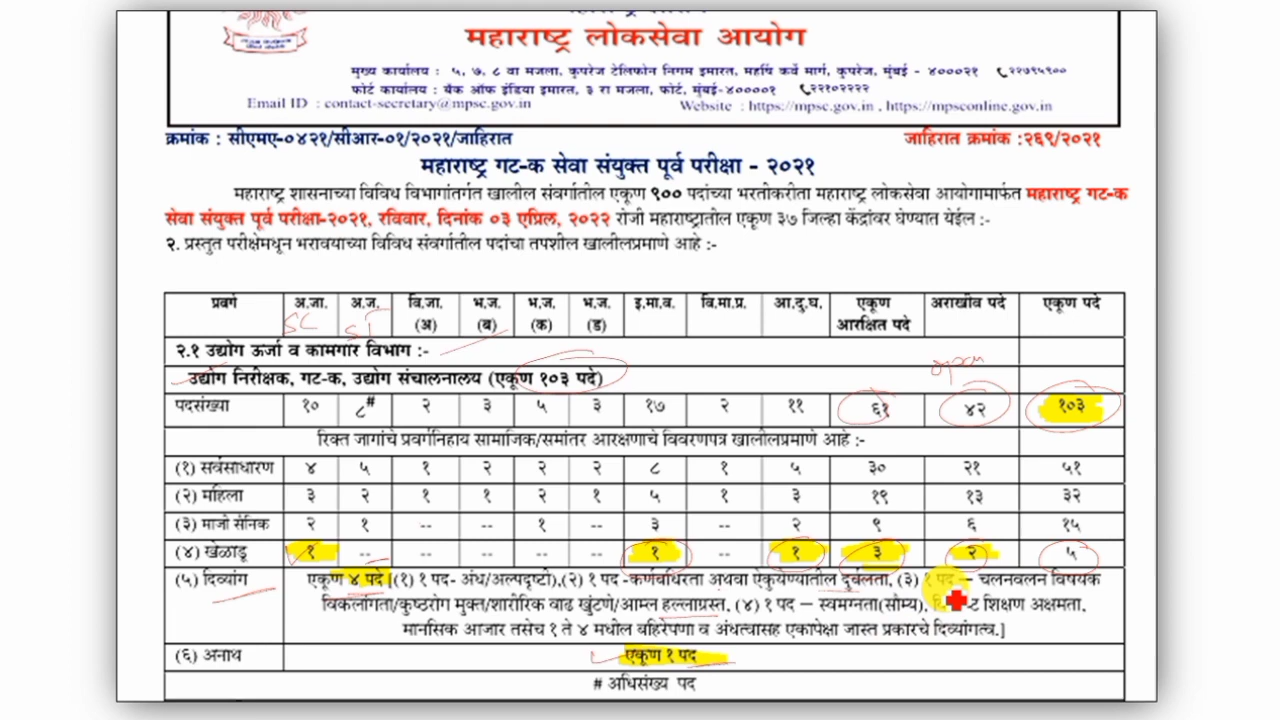 महाराष्ट्र लोकसेवा आयोग
मुख्य कार्यालय : ५, ७, ८ वा मजला, कुपरेज टेलिफोन निगम इमारत, महर्षि कर्वे मार्ग, कुपरेज, मुंबई - ४०००२१ २२७९५९००
फोर्ट कार्यालय : बँक ऑफ इंडिया इमारत, ३ रा मजला, फोर्ट, मुंबई-४००००१ २२१०२२२२
Email ID : contact-secretary@mpsc.gov.in Website : https://mpsc.gov.in , https://mpsconline.gov.in
क्रमांक : सीएमए-०४२१/सीआर-०१/२०२१/जाहिरात जाहिरात क्रमांक :२६९/२०२१
महाराष्ट्र गट-क सेवा संयुक्त पूर्व परीक्षा - २०२१
महाराष्ट्र शासनाच्या विविध विभागांतर्गत खालील संवर्गातील एकूण ९०० पदांच्या भरतीकरीता महाराष्ट्र लोकसेवा आयोगामार्फत महाराष्ट्र गट-क
सेवा संयुक्त पूर्व परीक्षा-२०२१, रविवार, दिनांक ०३ एप्रिल, २०२२ रोजी महाराष्ट्रातील एकूण ३७ जिल्हा केंद्रांवर घेण्यात येईल :-
२. प्रस्तुत परीक्षेमधून भरावयाच्या विविध संवर्गातील पदांचा तपशील खालीलप्रमाणे आहे :-
प्रवर्ग अ.जा. अ.ज. वि.जा. (अ) भ.ज. (ब) भ.ज. (क) भ.ज. (ड) इ.मा.व. वि.मा.प्र. आ.दु.घ. एकूण आरक्षित पदे अराखीव पदे एकूण पदे
SC ST
२.१ उद्योग ऊर्जा व कामगार विभाग :-
open
उद्योग निरीक्षक, गट-क, उद्योग संचालनालय (एकूण १०३ पदे)
पदसंख्या १० ८# २ ३ ५ ३ १७ २ ११ ६१ ४२ १०३
रिक्त जागांचे प्रवर्गनिहाय सामाजिक/समांतर आरक्षणाचे विवरणपत्र खालीलप्रमाणे आहे :-
(१) सर्वसाधारण ४ ५ १ २ २ २ ८ १ ५ ३० २१ ५१
(२) महिला ३ २ १ १ २ १ ५ १ ३ १९ १३ ३२
(३) माजी सैनिक २ १ -- -- १ -- ३ -- २ ९ ६ १५
(४) खेळाडू १ -- -- -- -- -- १ -- १ ३ २ ५
(५) दिव्यांग एकूण ४ पदे [(१) १ पद- अंध/अल्पदृष्टी),(२) १ पद -कर्णबधिरता अथवा ऐकुयेण्यातील दुर्बलता, (३) १ पद – चलनवलन विषयक
विकलांगता/कुष्ठरोग मुक्त/शारीरिक वाढ खुंटणे/आम्ल हल्लाग्रस्त, (४) १ पद – स्वमग्नता(सौम्य), शिक्षण अक्षमता,
मानसिक आजार तसेच १ ते ४ मधील बहिरेपणा व अंधत्वासह एकापेक्षा जास्त प्रकारचे दिव्यांगत्व.]
(६) अनाथ एकूण १ पद
# अधिसंख्य पद